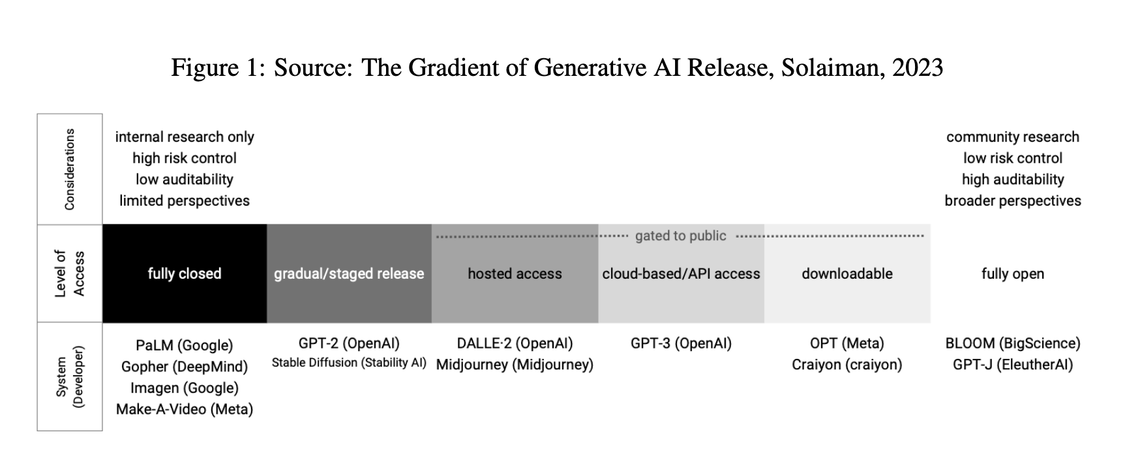 Figure 1: Source: The Gradient of Generative AI Release, Solaiman, 2023
Considerations
internal research only
high risk control
low auditability
limited perspectives
community research
low risk control
high auditability
broader perspectives
Level of
Access
gated to public
fully closed
gradual/staged release
hosted access
cloud-based/API access
downloadable
fully open
System
(Developer)
PaLM (Google)
Gopher (DeepMind)
Imagen (Google)
Make-A-Video (Meta)
GPT-2 (OpenAI)
Stable Diffusion (Stability AI)
DALLE·2 (OpenAI)
Midjourney (Midjourney)
GPT-3 (OpenAI)
OPT (Meta)
Craiyon (craiyon)
BLOOM (BigScience)
GPT-J (EleutherAI)